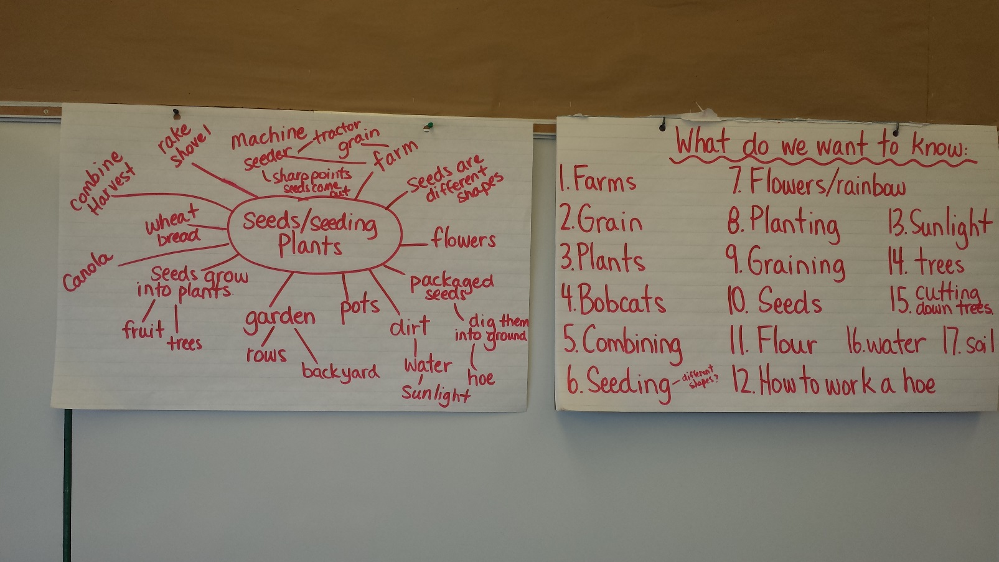 rake
shovel
machine
tractor
seeder
grain
farm
sharp points
seeds come
out
combine
Harvest
seeds are
different
shapes
wheat
bread
seeds/seeding
Plants
flowers
Canola
seeds grow
into plants.
fruit
trees
garden
rows
backyard
pots
dirt
water
sunlight
packaged
seeds
dig them
into ground
hoe
What do we want to know:
1. Farms
2. Grain
3. Plants
4. Bobcats
5. Combining
6. Seeding - different
shapes?
7. Flowers/rainbow
8. Planting
9. Graining
10. Seeds
11. Flour
12. How to work a hoe
13. Sunlight
14. trees
15. cutting
down trees.
16. water
17. soil